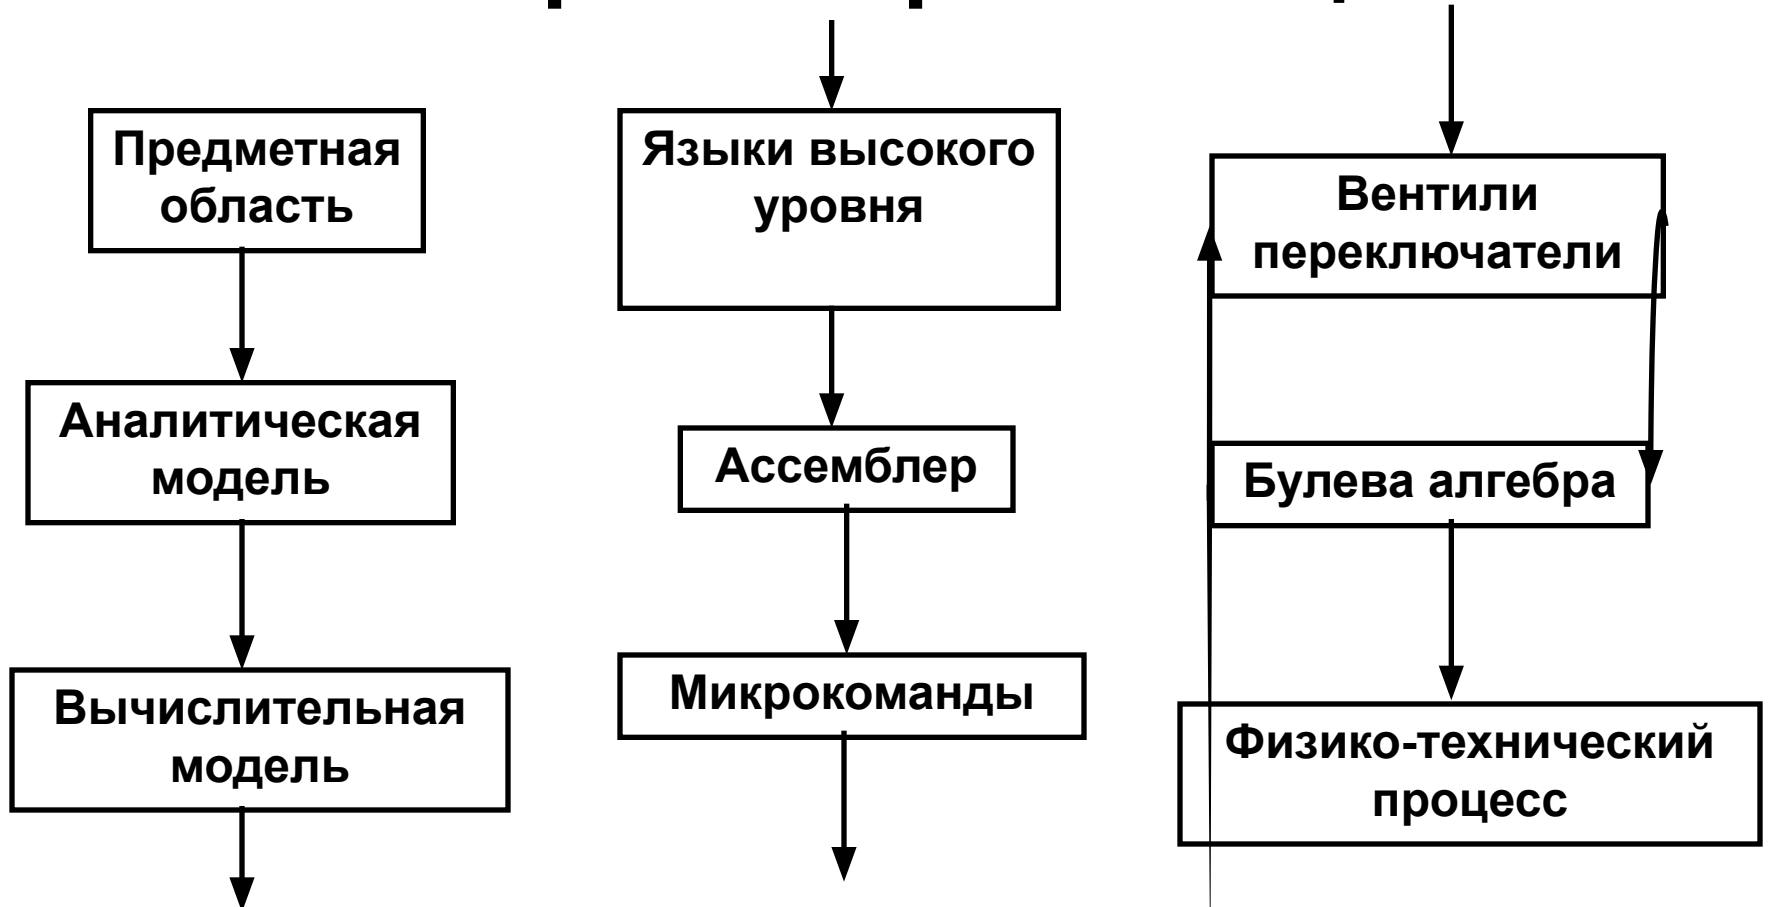 Предметная
область
Аналитическая
модель
Вычислительная
модель
Языки высокого
уровня
Ассемблер
Микрокоманды
Вентили
переключатели
Булева алгебра
Физико-технический
процесс